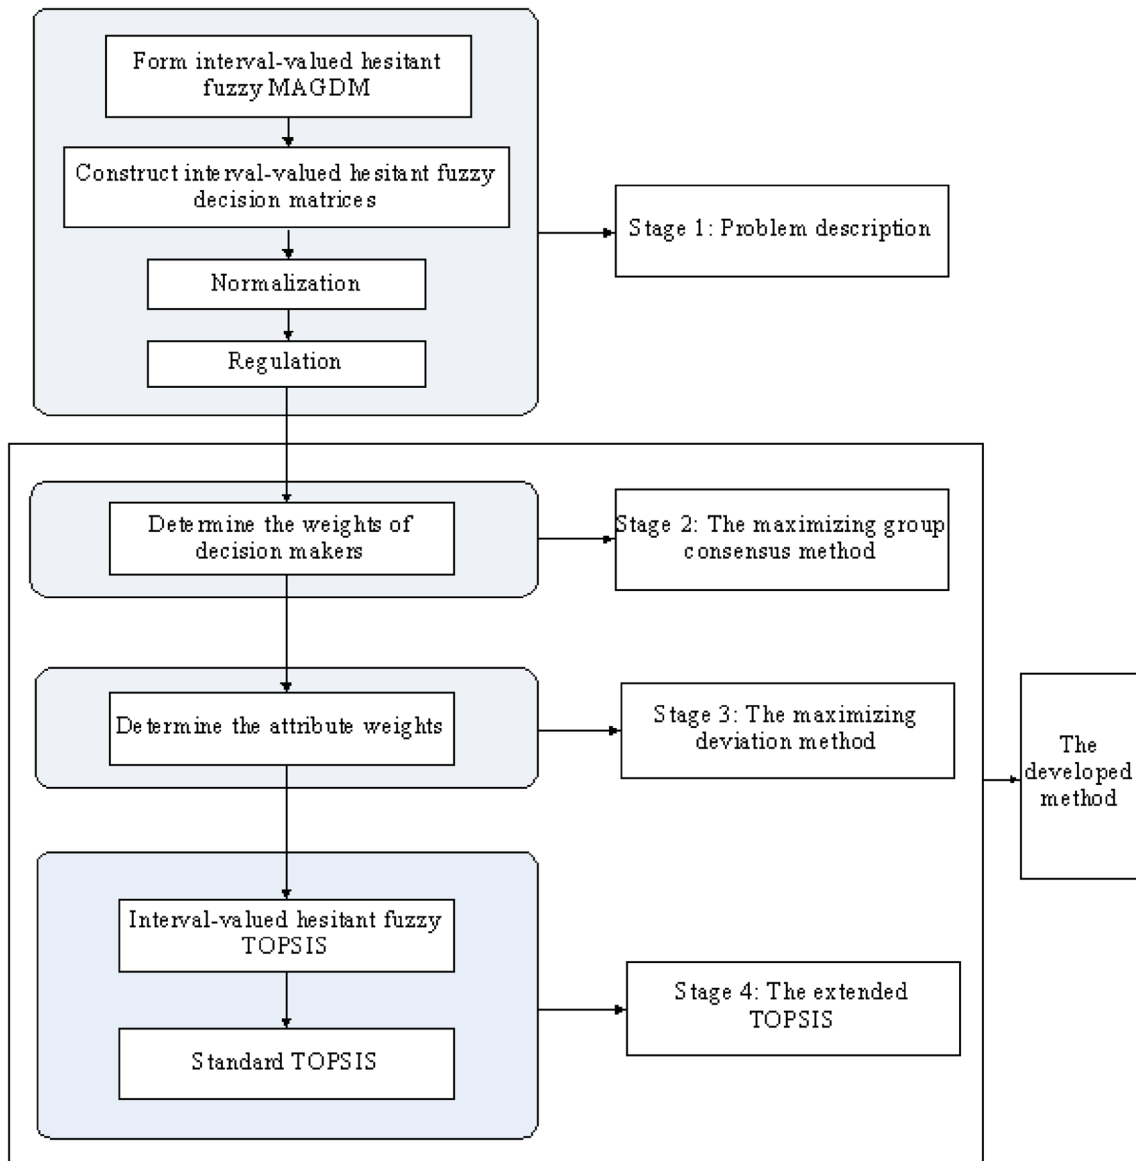 Form interval-valued hesitant
fuzzy MAGDM
Construct interval-valued hesitant fuzzy
decision matrices
Normalization
Regulation
Stage 1: Problem description
Determine the weights of
decision makers
Stage 2: The maximizing group
consensus method
Determine the attribute weights
Stage 3: The maximizing
deviation method
The
developed
method
Interval-valued hesitant fuzzy
TOPSIS
Standard TOPSIS
Stage 4: The extended
TOPSIS